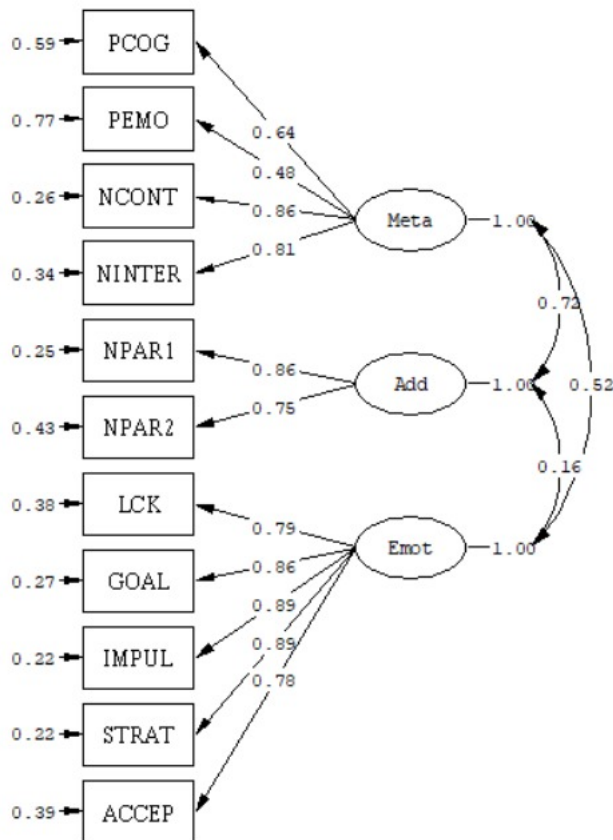 0.59 PCOG
0.77 PEMO
0.64
0.48
0.26 NCONT
0.86
Meta 1.00
0.81
0.34 NINTER
0.72
0.25 NPAR1
0.86
Add 1.00 0.52
0.75
0.43 NPAR2
0.16
0.38 LCK
0.79
Emot 1.00
0.86
0.27 GOAL
0.89
0.89
0.22 IMPUL
0.78
0.22 STRAT
0.39 ACCEP